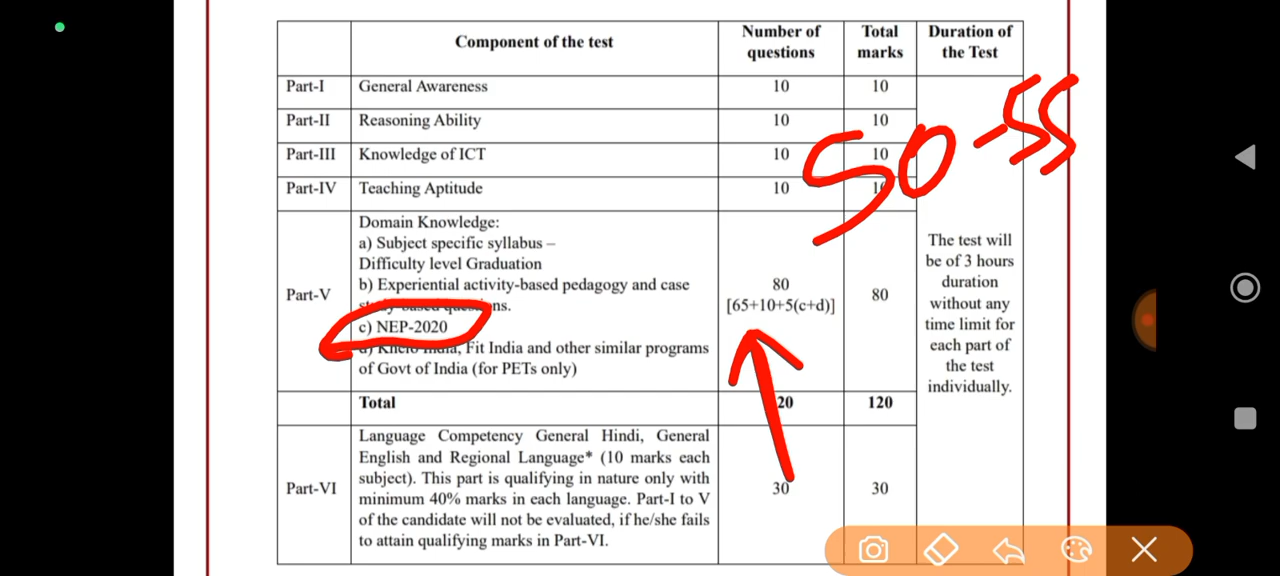 Component of the test
Number of
questions
Total
marks
Duration of
the Test
Part-I General Awareness 10 10
Part-II Reasoning Ability 10 10
Part-III Knowledge of ICT 10 10
Part-IV Teaching Aptitude 10
50-55
Part-V
Domain Knowledge:
a) Subject specific syllabus –
Difficulty level Graduation
b) Experiential activity-based pedagogy and case
study-based questions.
c) NEP-2020
d) Khelo India, Fit India and other similar programs
of Govt of India (for PETs only)
80
[65+10+5(c+d)]
80
The test will
be of 3 hours
duration
without any
time limit for
each part of
the test
individually.
Total 20 120
Part-VI
Language Competency General Hindi, General
English and Regional Language* (10 marks each
subject). This part is qualifying in nature only with
minimum 40% marks in each language. Part-I to V
of the candidate will not be evaluated, if he/she fails
to attain qualifying marks in Part-VI.
30
30